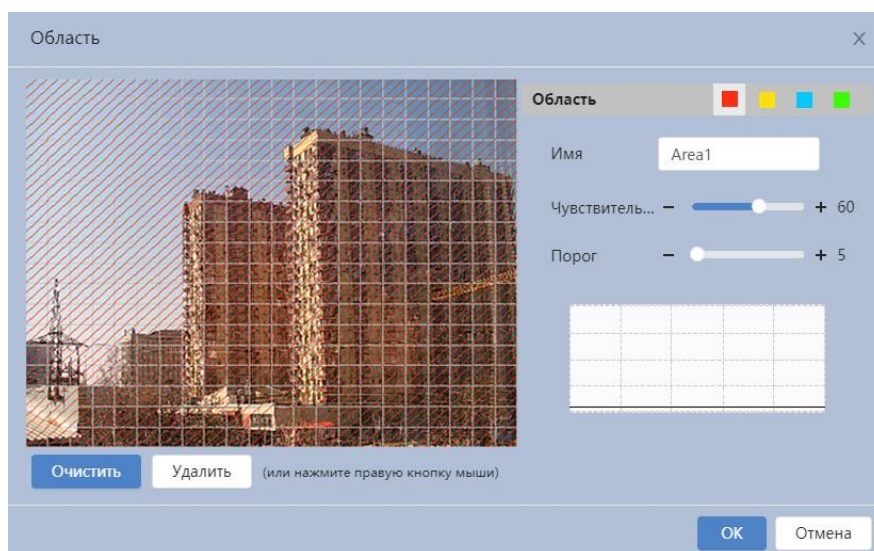 Область X
Область
Имя Area1
Чувствитель... − + 60
Порог − + 5
Очистить Удалить (или нажмите правую кнопку мыши)
OK Отмена